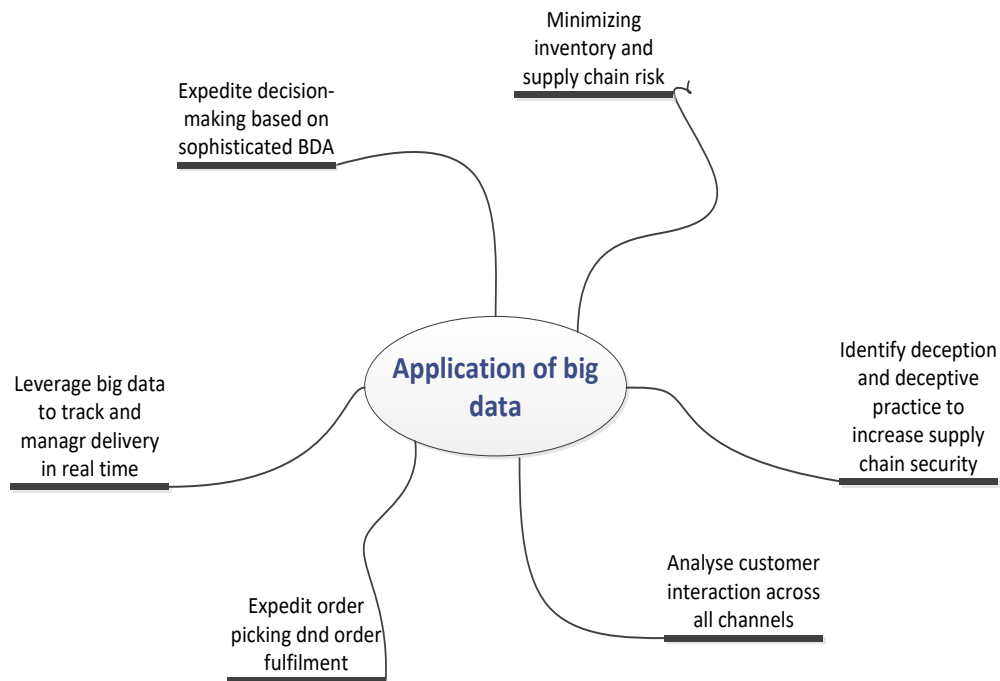 Minimizing
inventory and
supply chain risk
Expedite decision-
making based on
sophisticated BDA
Application of big
data
Identify deception
and deceptive
practice to
increase supply
chain security
Leverage big data
to track and
managr delivery
in real time
Analyse customer
interaction across
all channels
Expedit order
picking dnd order
fulfilment